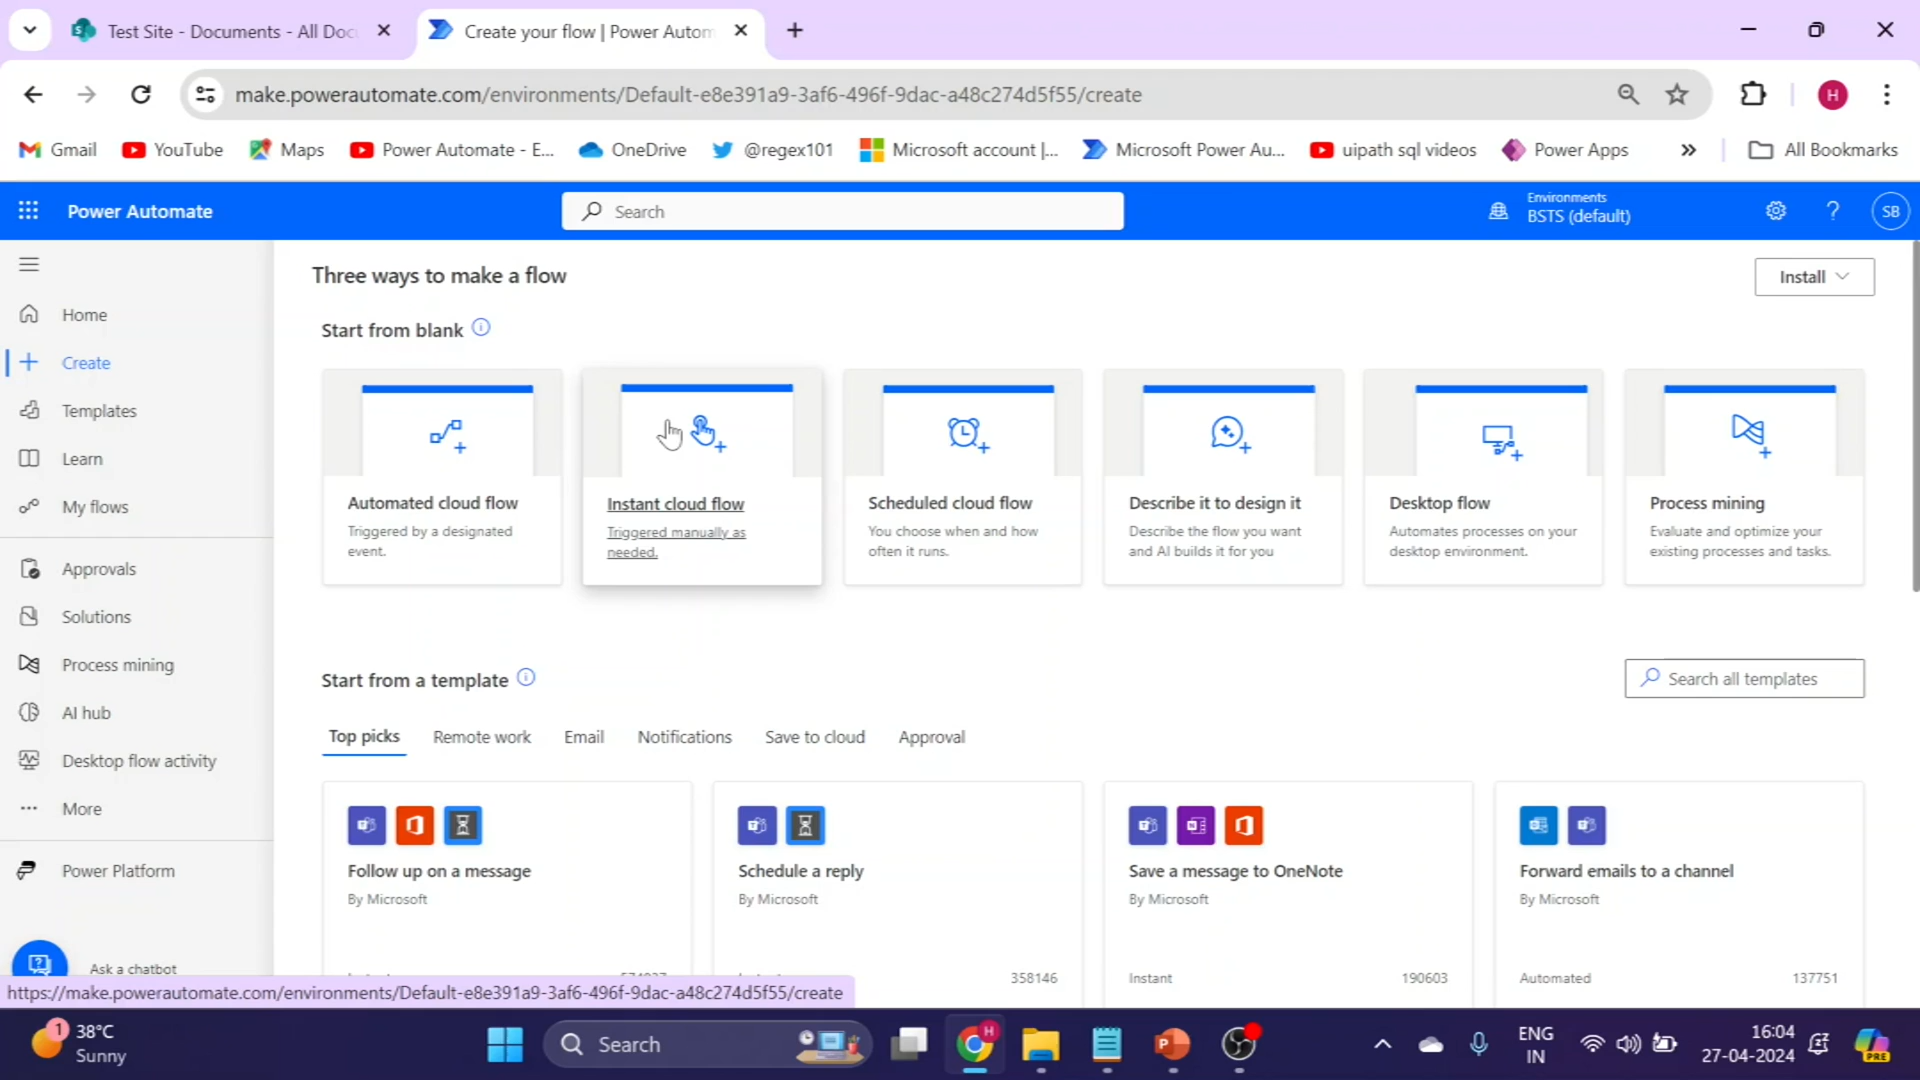 Test Site - Documents - All Doc
Create your flow | Power Autom
make.powerautomate.com/environments/Default-e8e391a9-3af6-496f-9dac-a48c274d5f55/create
H
Gmail
YouTube
Maps
Power Automate - E...
OneDrive
@regex101
Microsoft account |...
Microsoft Power Au...
uipath sql videos
Power Apps
All Bookmarks
Power Automate
Search
Environments
BSTS (default)
SB
Home
Create
Templates
Learn
My flows
Approvals
Solutions
Process mining
AI hub
Desktop flow activity
More
Power Platform
Ask a chatbot
Three ways to make a flow
Install
Start from blank
Automated cloud flow
Triggered by a designated
event.
Instant cloud flow
Triggered manually as
needed.
Scheduled cloud flow
You choose when and how
often it runs.
Describe it to design it
Describe the flow you want
and AI builds it for you
Desktop flow
Automates processes on your
desktop environment.
Process mining
Evaluate and optimize your
existing processes and tasks.
Start from a template
Search all templates
Top picks
Remote work
Email
Notifications
Save to cloud
Approval
Follow up on a message
By Microsoft
Schedule a reply
By Microsoft
358146
Save a message to OneNote
By Microsoft
Instant
190603
Forward emails to a channel
By Microsoft
Automated
137751
https://make.powerautomate.com/environments/Default-e8e391a9-3af6-496f-9dac-a48c274d5f55/create
1
38°C
Sunny
Search
H
P
ENG
IN
16:04
27-04-2024
PRE